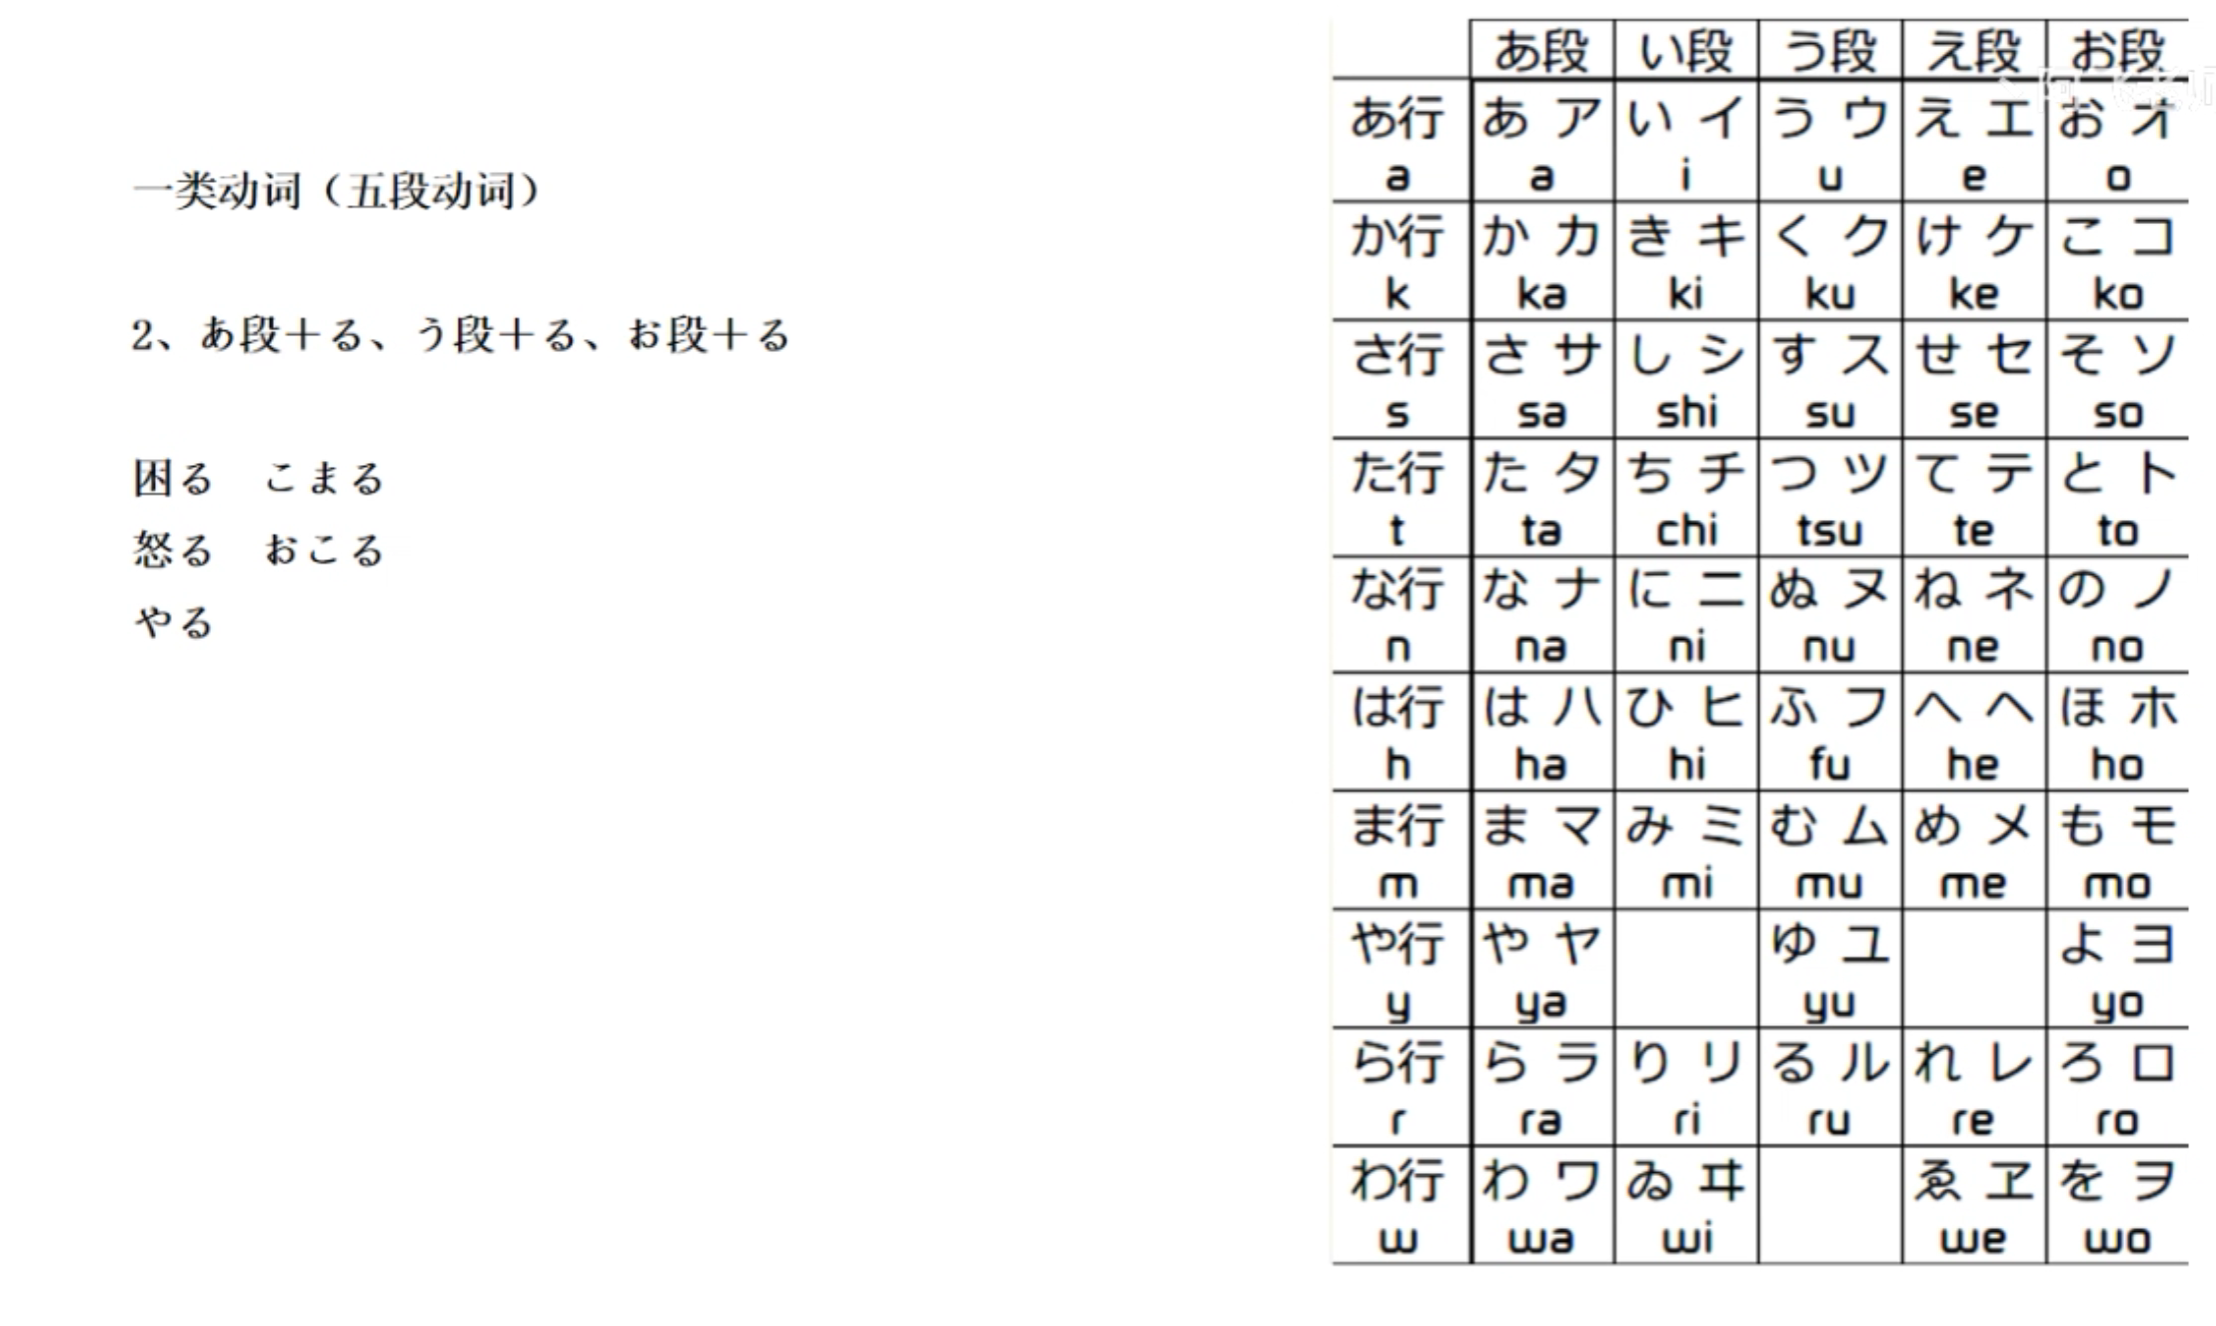 一类动词（五段动词）
2、あ段＋る、う段＋る、お段＋る
困る　こまる
怒る　おこる
やる
あ段 い段 う段 え段 お段
あ行 あ ア い イ う ウ え エ お オ
a a i u e o
か行 か カ き キ く ク け ケ こ コ
k ka ki ku ke ko
さ行 さ サ し シ す ス せ セ そ ソ
s sa shi su se so
た行 た タ ち チ つ ツ て テ と ト
t ta chi tsu te to
な行 な ナ に ニ ぬ ヌ ね ネ の ノ
n na ni nu ne no
は行 は ハ ひ ヒ ふ フ へ ヘ ほ ホ
h ha hi fu he ho
ま行 ま マ み ミ む ム め メ も モ
m ma mi mu me mo
や行 や ヤ ゆ ユ よ ヨ
y ya yu yo
ら行 ら ラ り リ る ル れ レ ろ ロ
r ra ri ru re ro
わ行 わ ワ ゐ ヰ ゑ ヱ を ヲ
w wa wi we wo